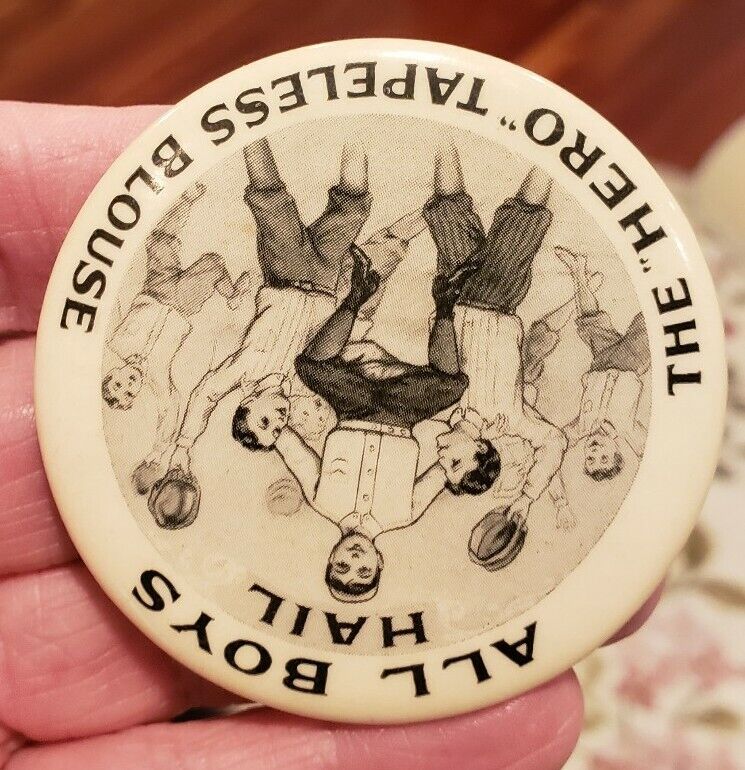 ALL BOYS
HAIL
THE "HERO" TAPELESS BLOUSE